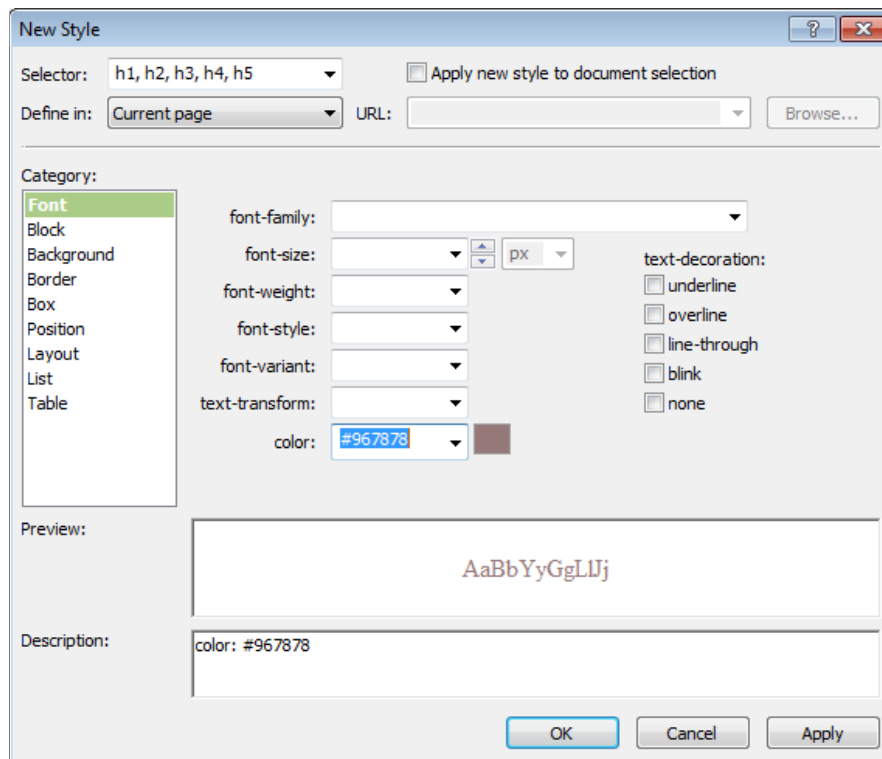 New Style
Selector: h1, h2, h3, h4, h5 Apply new style to document selection
Define in: Current page URL: Browse...
Category:
Font
Block
Background
Border
Box
Position
Layout
List
Table
font-family:
font-size: px
font-weight:
font-style:
font-variant:
text-transform:
color: #967878
text-decoration:
underline
overline
line-through
blink
none
Preview:
AaBbYyGgLlJj
Description:
color: #967878
OK Cancel Apply